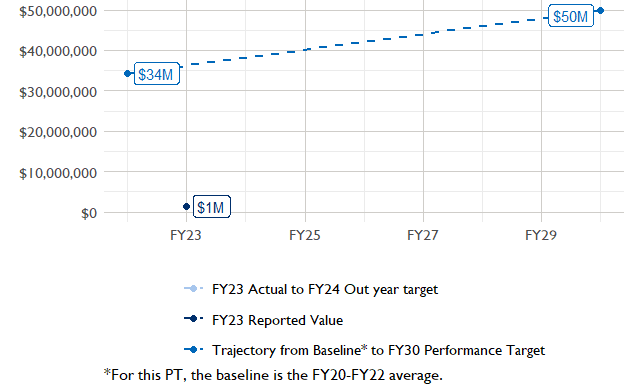 $50,000,000
$50M
$40,000,000
$34M
$30,000,000
$20,000,000
$10,000,000
$1M
$0
FY23 FY25 FY27 FY29
FY23 Actual to FY24 Out year target
FY23 Reported Value
Trajectory from Baseline* to FY30 Performance Target
*For this PT, the baseline is the FY20-FY22 average.